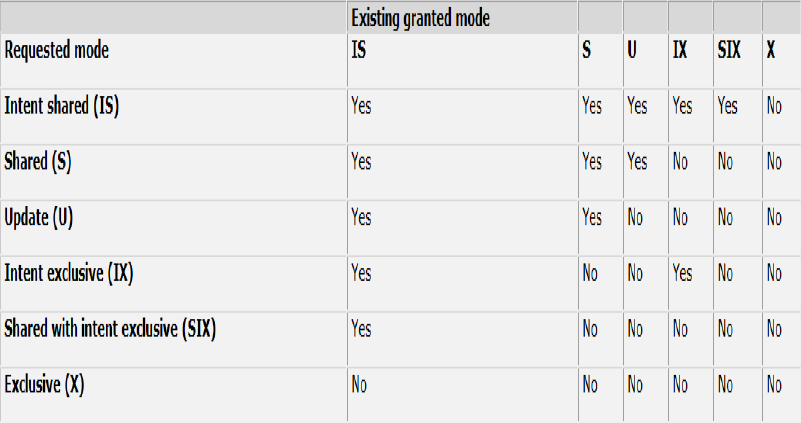 Existing granted mode
Requested mode IS S U IX SIX X
Intent shared (IS) Yes Yes Yes Yes Yes No
Shared (S) Yes Yes Yes No No No
Update (U) Yes Yes No No No No
Intent exclusive (IX) Yes No No Yes No No
Shared with intent exclusive (SIX) Yes No No No No No
Exclusive (X) No No No No No No